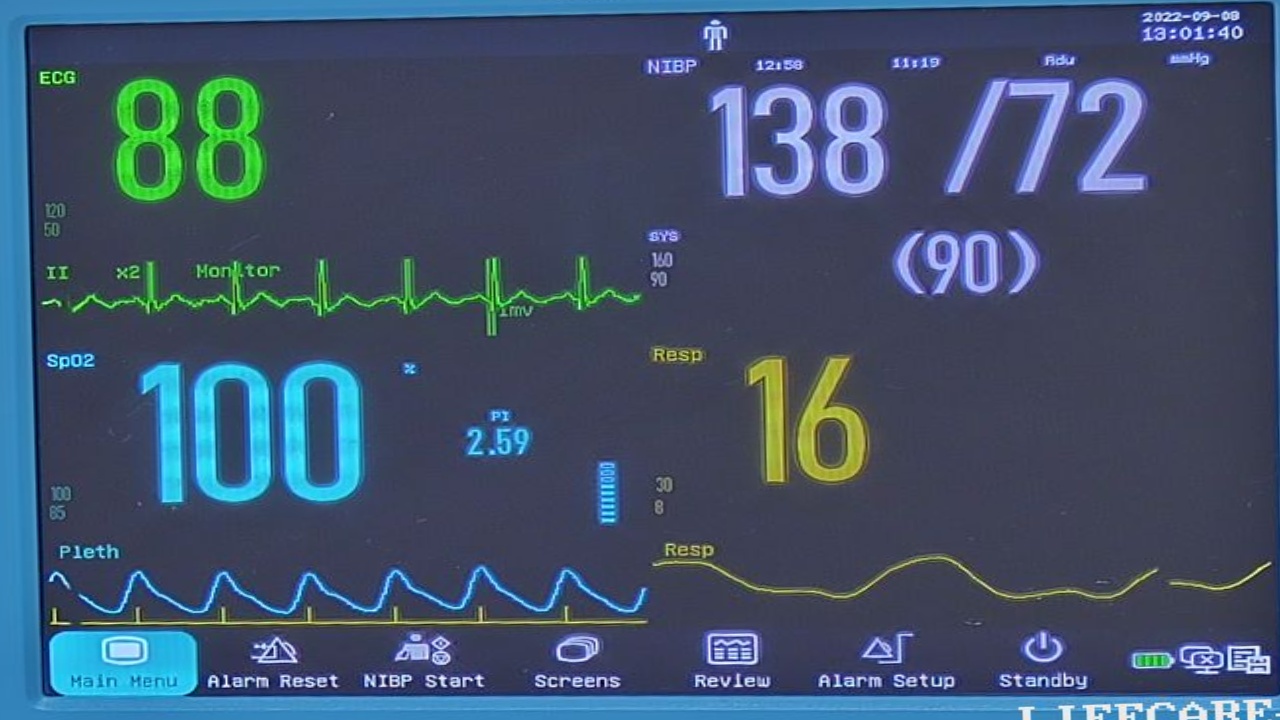 2022-09-08
13:01:40
ECG
88
120
50
NIBP 12:58 11:19 Adu mmHg
138 /72
(90)
SYS
160
90
II x2 Monitor
1mv
SpO2
100 %
PI
2.59
100
85
Resp
16
30
8
Pleth
Resp
Main Menu Alarm Reset NIBP Start Screens Review Alarm Setup Standby
LIFECARE